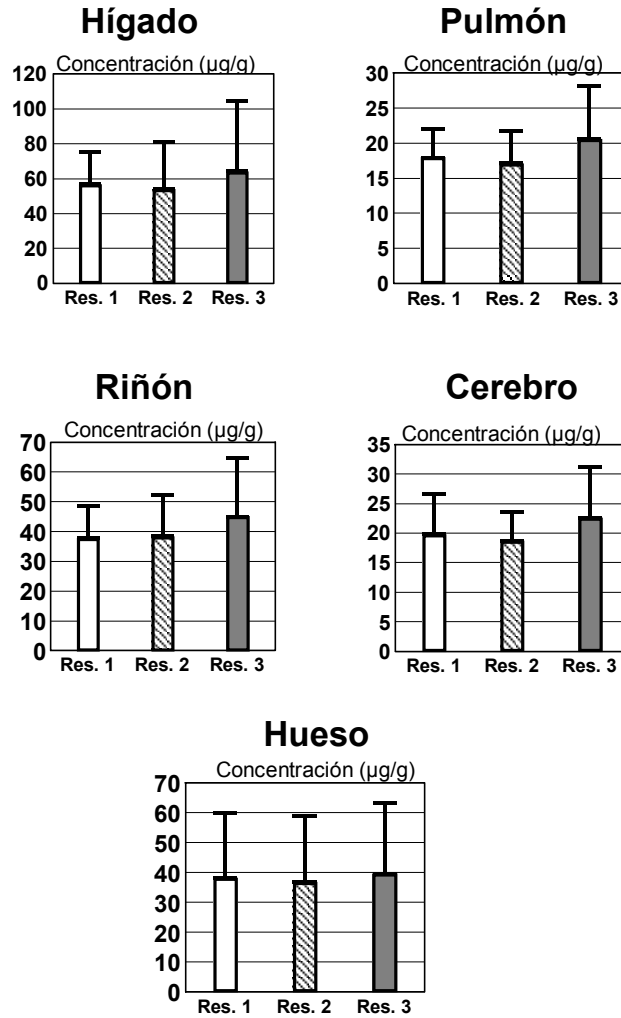 Hígado
Concentración (µg/g)
120
100
80
60
40
20
0
Res. 1 Res. 2 Res. 3
Pulmón
Concentración (µg/g)
30
25
20
15
10
5
0
Res. 1 Res. 2 Res. 3
Riñón
Concentración (µg/g)
70
60
50
40
30
20
10
0
Res. 1 Res. 2 Res. 3
Cerebro
Concentración (µg/g)
35
30
25
20
15
10
5
0
Res. 1 Res. 2 Res. 3
Hueso
Concentración (µg/g)
70
60
50
40
30
20
10
0
Res. 1 Res. 2 Res. 3